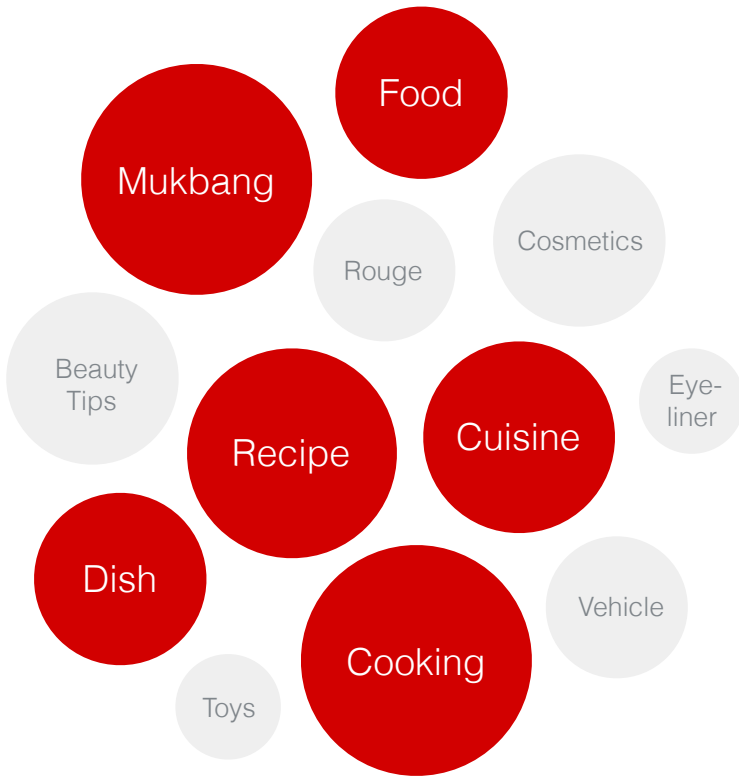 Food
Mukbang
Cosmetics
Rouge
Beauty
Tips
Eye-
liner
Recipe
Cuisine
Dish
Vehicle
Cooking
Toys